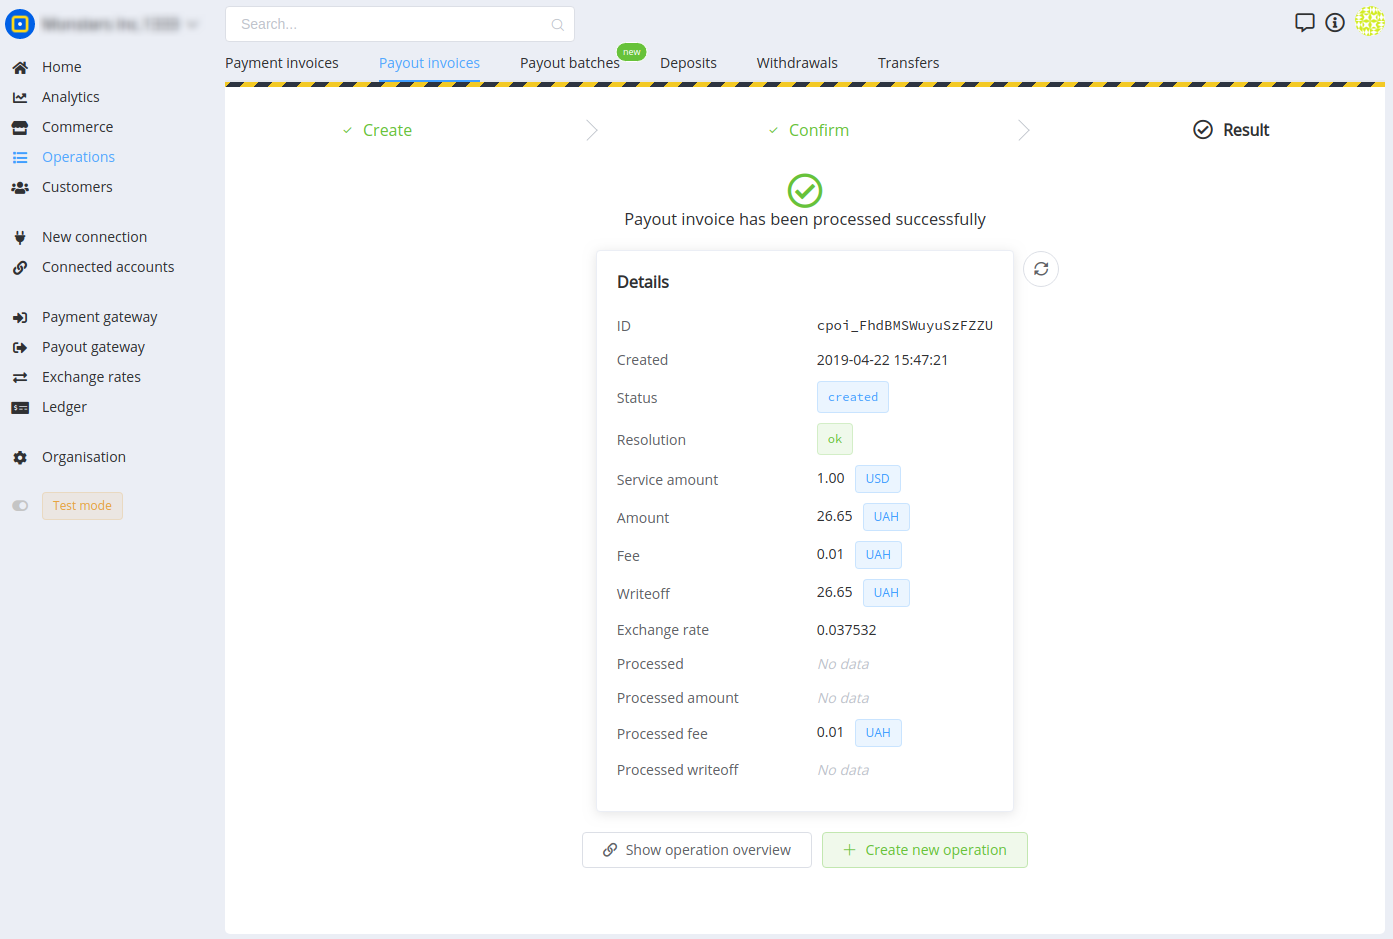 Search...
Home
Analytics
Commerce
Operations
Customers
New connection
Connected accounts
Payment gateway
Payout gateway
Exchange rates
Ledger
Organisation
Test mode
Payment invoices
Payout invoices
Payout batches
new
Deposits
Withdrawals
Transfers
Create
Confirm
Result
Payout invoice has been processed successfully
Details
ID cpoi_FhdBMSWuyuSzFZZU
Created 2019-04-22 15:47:21
Status created
Resolution ok
Service amount 1.00 USD
Amount 26.65 UAH
Fee 0.01 UAH
Writeoff 26.65 UAH
Exchange rate 0.037532
Processed No data
Processed amount No data
Processed fee 0.01 UAH
Processed writeoff No data
Show operation overview
Create new operation